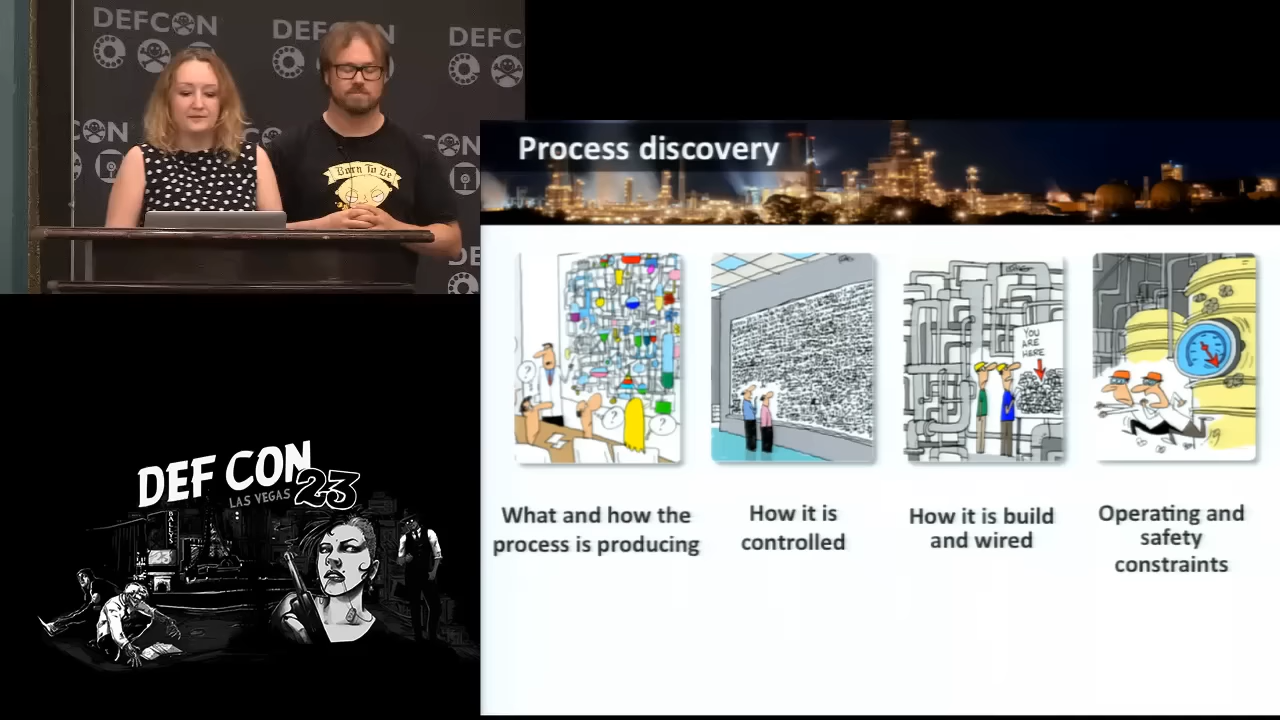 DEFCON
DEFCON
DEFC
CON
CON
DE
Born To Be
Process discovery
?
?
?
YOU
ARE
HERE
What and how the
process is producing
How it is
controlled
How it is build
and wired
Operating and
safety
constraints
DEF CON
23
LAS VEGAS
BALLYS